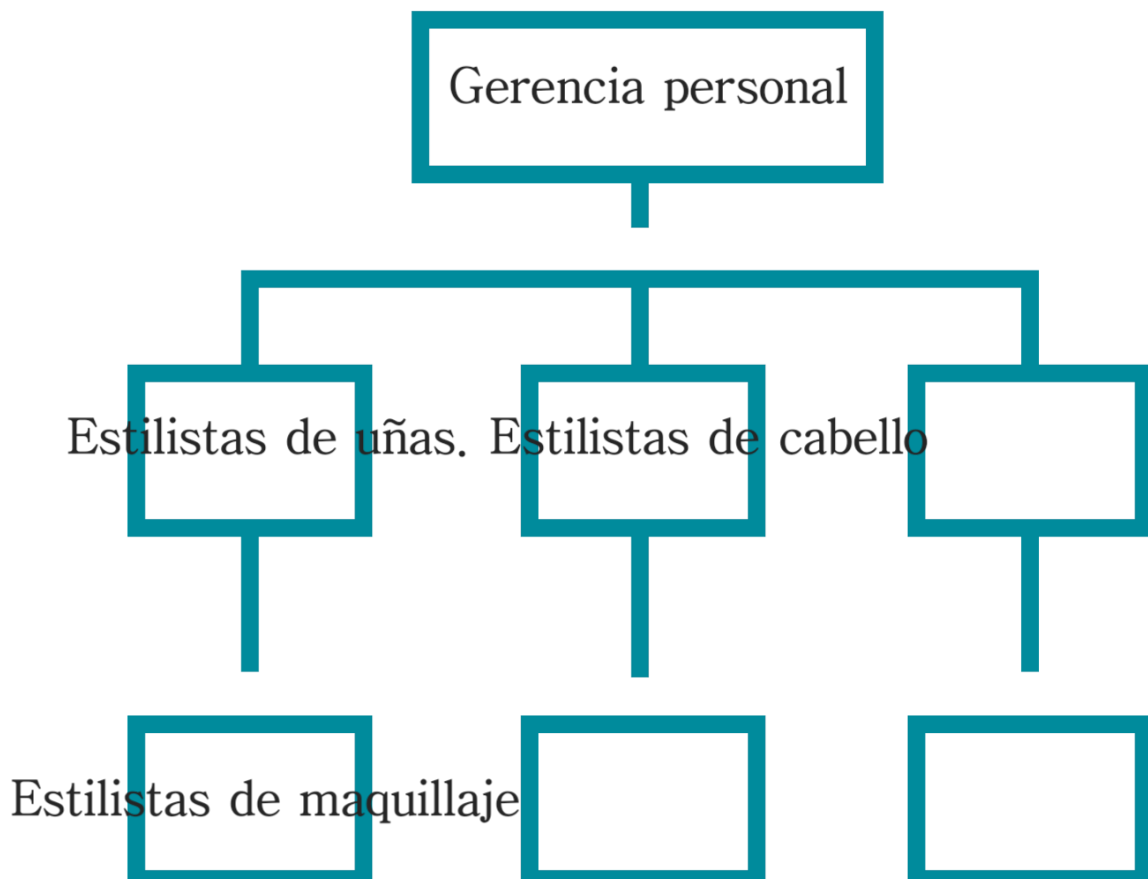 Gerencia personal
Estilistas de uñas. Estilistas de cabello
Estilistas de maquillaje